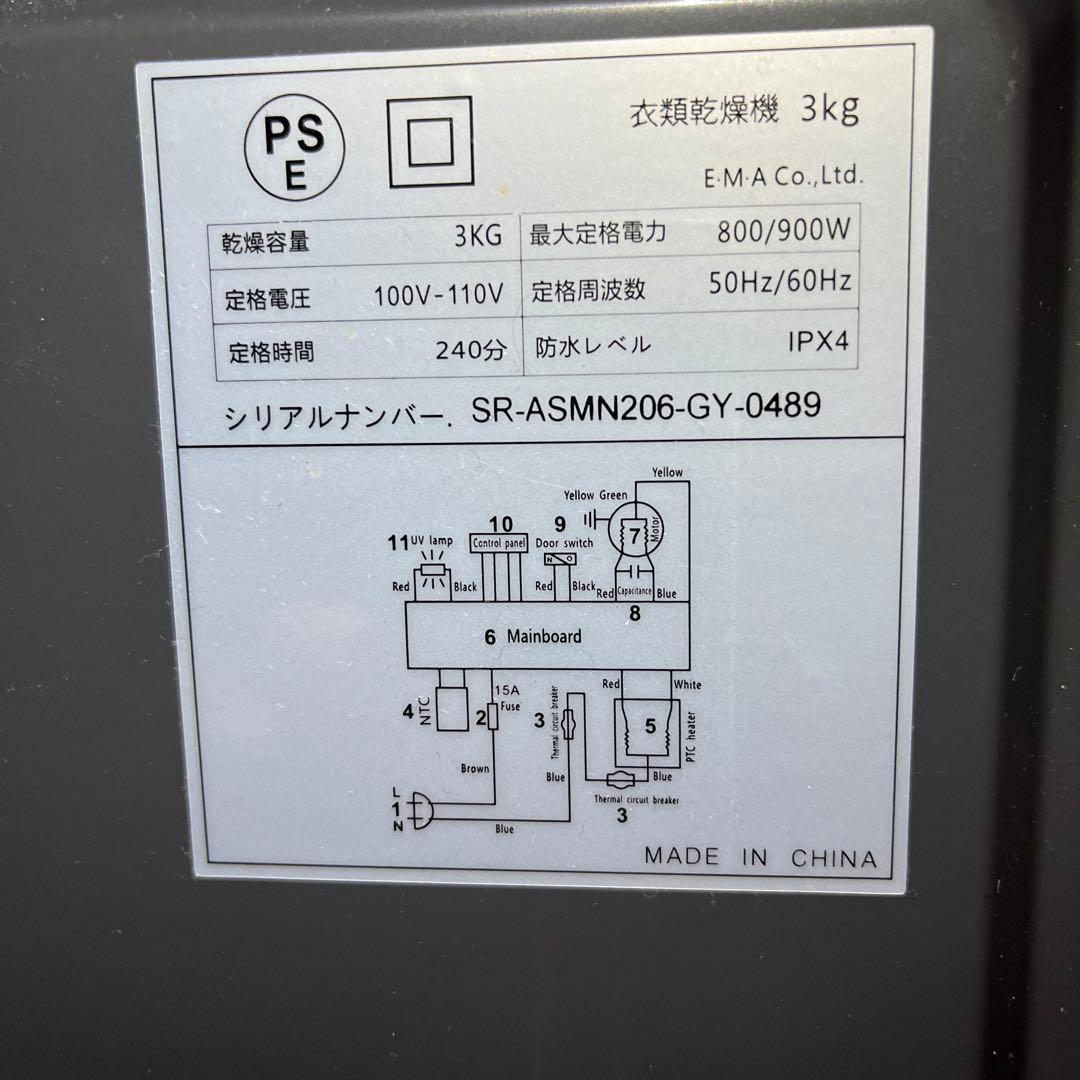 PS
E
衣類乾燥機 3kg
E·M·A Co.,Ltd.
乾燥容量 3KG 最大定格電力 800/900W
定格電圧 100V-110V 定格周波数 50Hz/60Hz
定格時間 240分 防水レベル IPX4
シリアルナンバー. SR-ASMN206-GY-0489
Yellow
Yellow Green
7 Motor
11 UV lamp
10
Control panel
9
Door switch
N O
Red Black
Red Black
Red Capacitance Blue
8
6 Mainboard
4 NTC
15A
Fuse
2
3 Thermal circuit breaker
Red White
5 PTC heater
Brown
Blue
Blue
Thermal circuit breaker
3
L
1
N
Blue
MADE IN CHINA